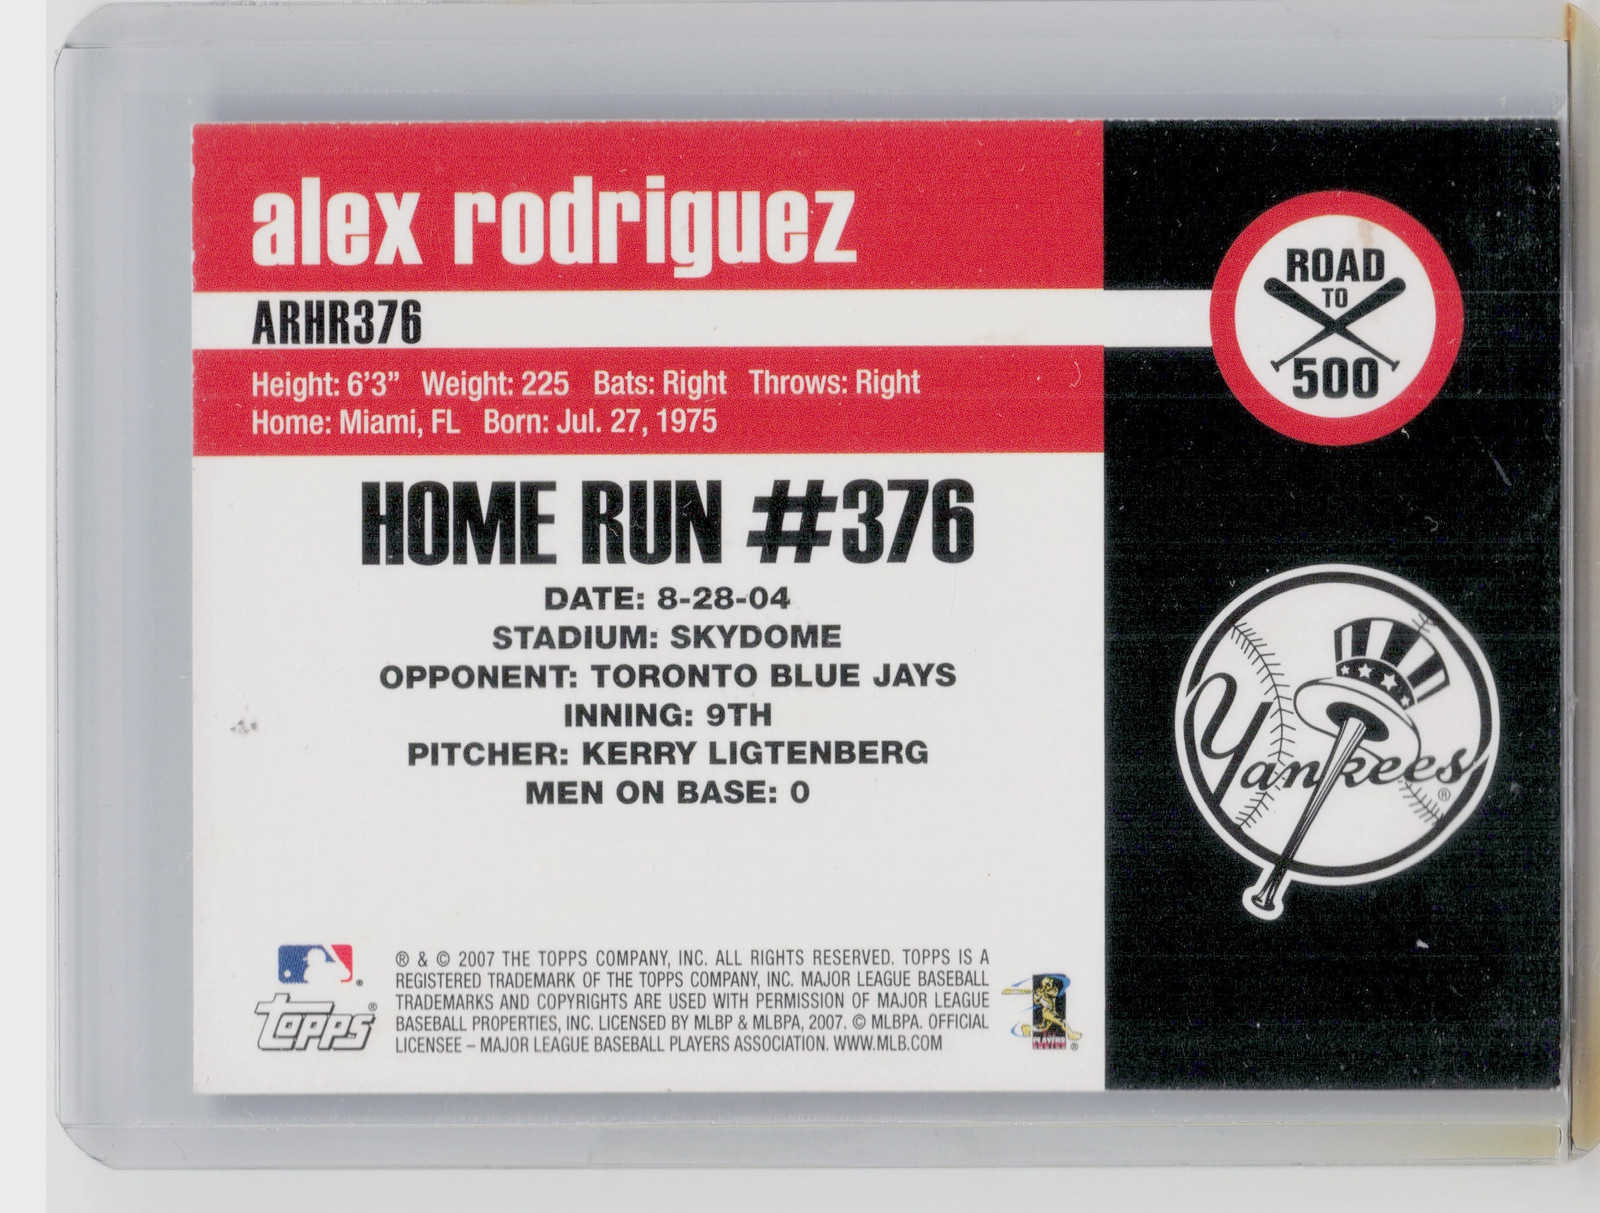 alex rodriguez
ARHR376
Height: 6'3” Weight: 225 Bats: Right Throws: Right
Home: Miami, FL Born: Jul. 27, 1975
ROAD
TO
500
HOME RUN #376
DATE: 8-28-04
STADIUM: SKYDOME
OPPONENT: TORONTO BLUE JAYS
INNING: 9TH
PITCHER: KERRY LIGTENBERG
MEN ON BASE: 0
Yankees®
Topps®
® & © 2007 THE TOPPS COMPANY, INC. ALL RIGHTS RESERVED. TOPPS IS A
REGISTERED TRADEMARK OF THE TOPPS COMPANY, INC. MAJOR LEAGUE BASEBALL
TRADEMARKS AND COPYRIGHTS ARE USED WITH PERMISSION OF MAJOR LEAGUE
BASEBALL PROPERTIES, INC. LICENSED BY MLBP & MLBPA, 2007. © MLBPA. OFFICIAL
LICENSEE – MAJOR LEAGUE BASEBALL PLAYERS ASSOCIATION. WWW.MLB.COM